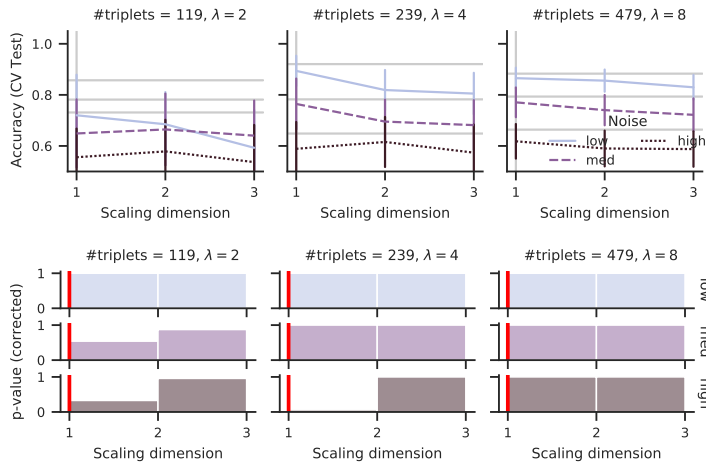 #triplets = 119, λ = 2
#triplets = 239, λ = 4
#triplets = 479, λ = 8
Accuracy (CV Test)
1.0
0.8
0.6
Noise
low
high
med
1 2 3
1 2 3
1 2 3
Scaling dimension
Scaling dimension
Scaling dimension
#triplets = 119, λ = 2
#triplets = 239, λ = 4
#triplets = 479, λ = 8
p-value (corrected)
1
0
low
1
0
med
1
0
high
1 2 3
1 2 3
1 2 3
Scaling dimension
Scaling dimension
Scaling dimension